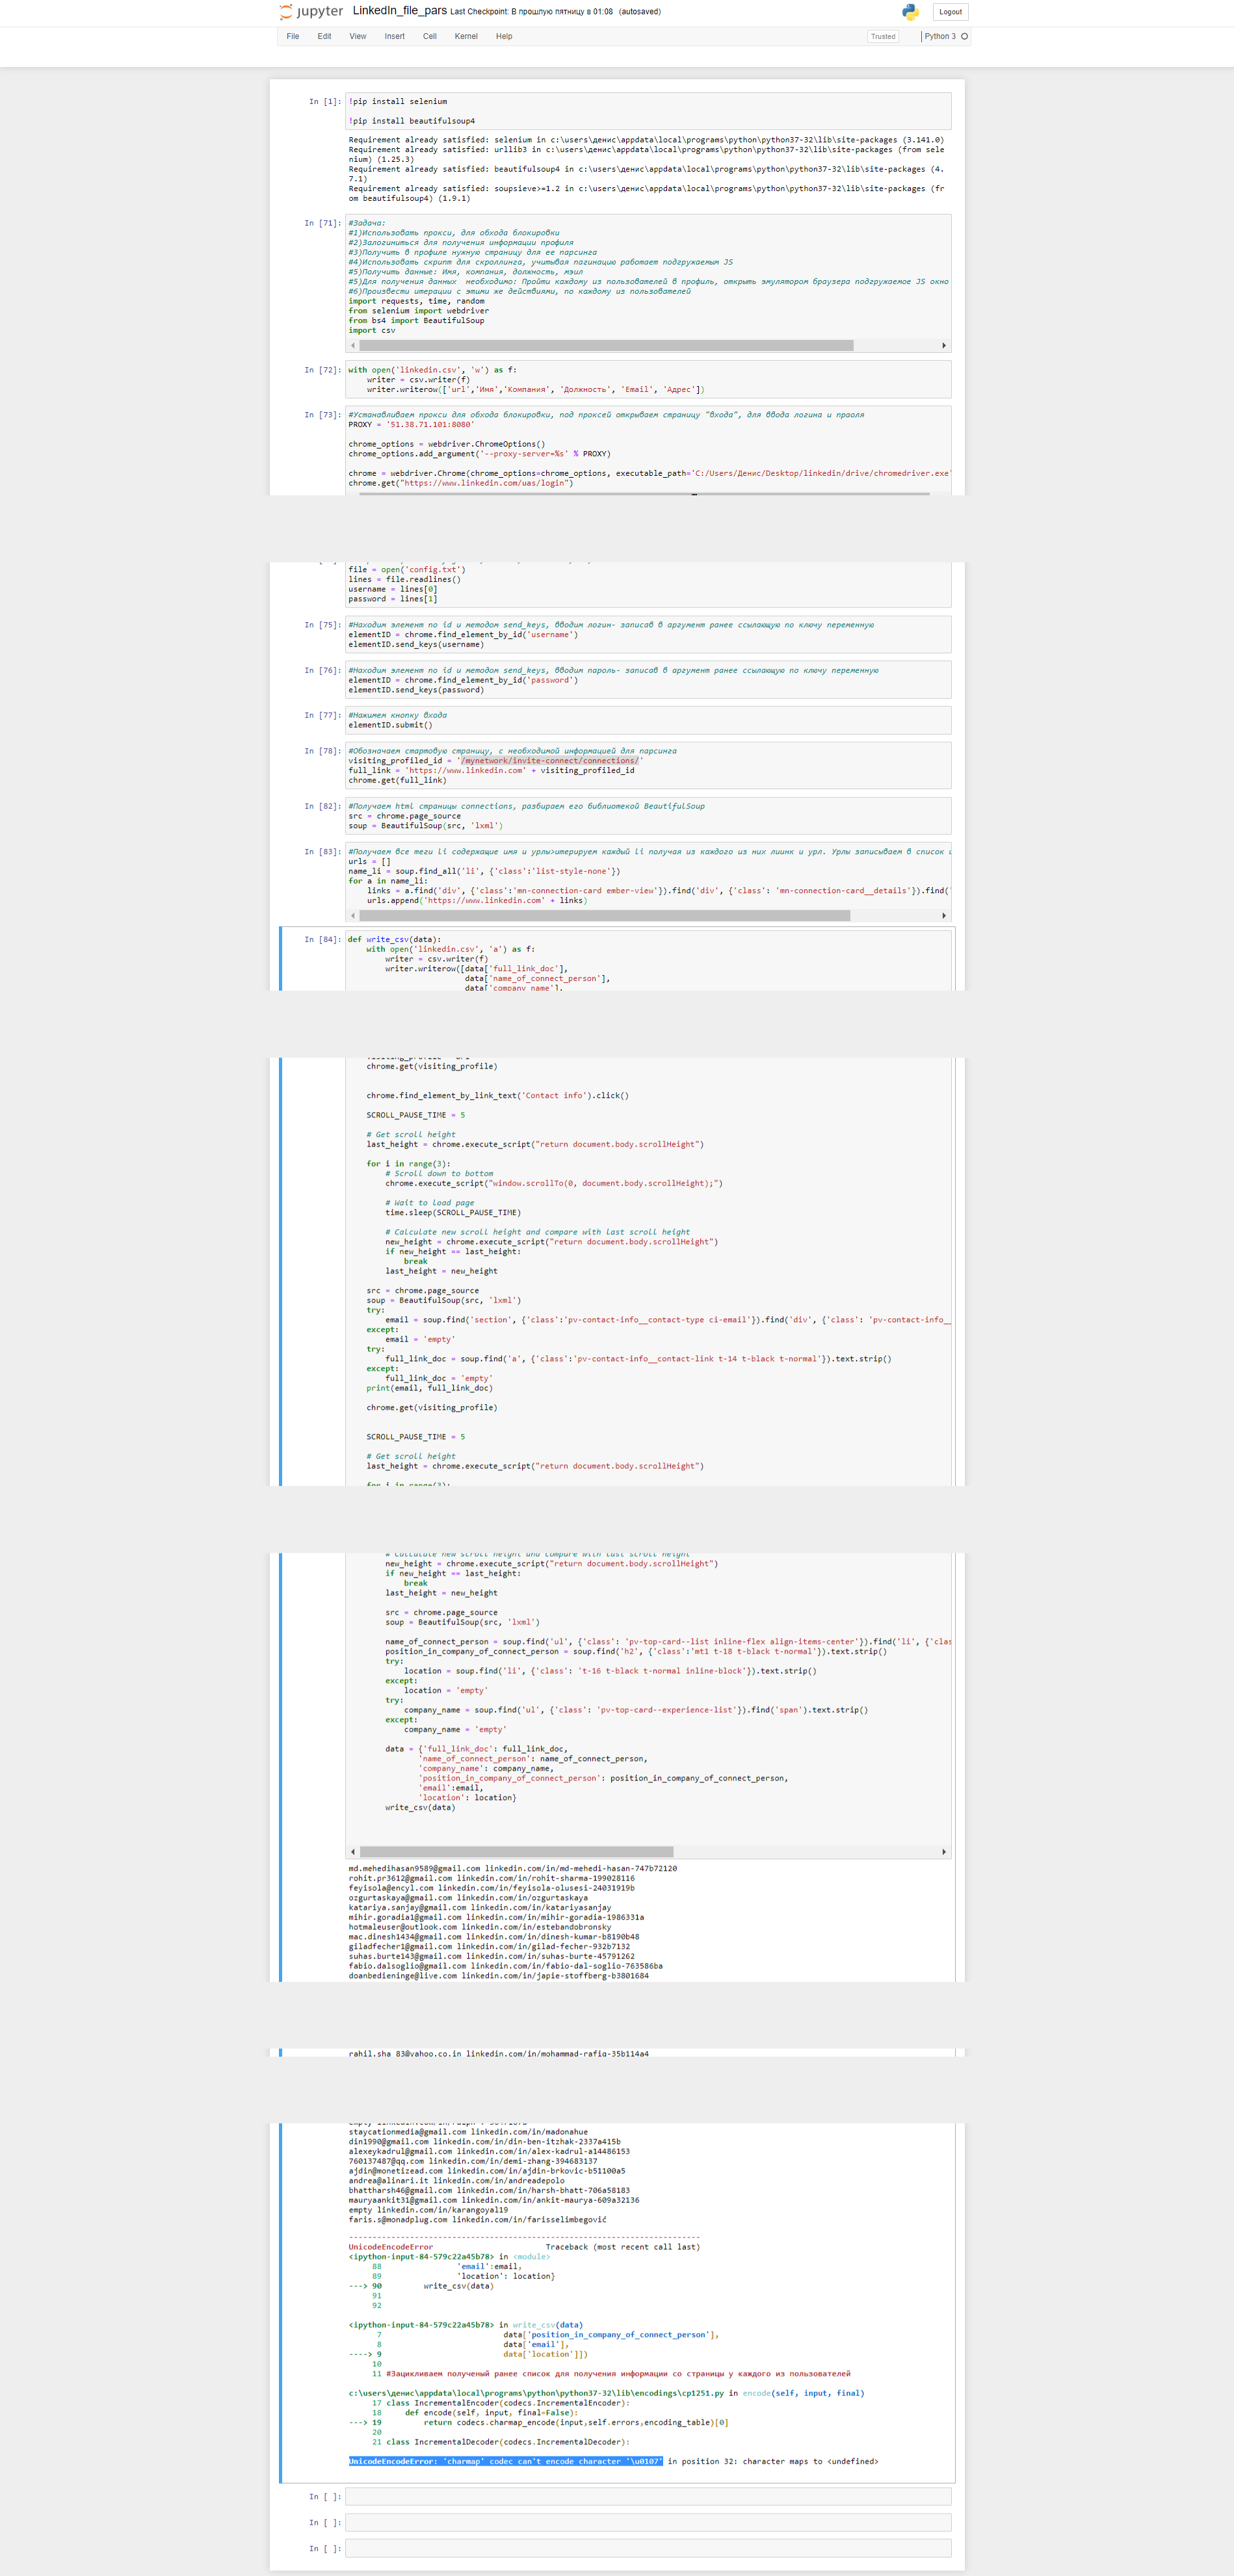 jupyter LinkedIn_file_pars Last Checkpoint: В прошлую пятницу в 01:08 (autosaved)
Logout
File Edit View Insert Cell Kernel Help
Trusted
Python 3
In [1]: !pip install selenium
!pip install beautifulsoup4
Requirement already satisfied: selenium in c:\users\денис\appdata\local\programs\python\python37-32\lib\site-packages (3.141.0)
Requirement already satisfied: urllib3 in c:\users\денис\appdata\local\programs\python\python37-32\lib\site-packages (from sele
nium) (1.25.3)
Requirement already satisfied: beautifulsoup4 in c:\users\денис\appdata\local\programs\python\python37-32\lib\site-packages (4.
7.1)
Requirement already satisfied: soupsieve>=1.2 in c:\users\денис\appdata\local\programs\python\python37-32\lib\site-packages (fr
om beautifulsoup4) (1.9.1)
In [71]: #Задача:
#1)Использовать прокси, для обхода блокировки
#2)Залогиниться для получения информации профиля
#3)Получить в профиле нужную страницу для ее парсинга
#4)Использовать скрипт для скроллинга, учитывая пагинацию работает подгружаемым JS
#5)Получить данные: Имя, компания, должность, мэил
#5)Для получения данных необходимо: Пройти каждому из пользователей в профиль, открыть эмулятором браузера подгружаемое JS окно
#6)Произвести итерации с этими же действиями, по каждому из пользователей
import requests, time, random
from selenium import webdriver
from bs4 import BeautifulSoup
import csv
In [72]: with open('linkedin.csv', 'w') as f:
writer = csv.writer(f)
writer.writerow(['url','Имя','Компания', 'Должность', 'Email', 'Адрес'])
In [73]: #Устанавливаем прокси для обхода блокировки, под проксей открываем страницу "входа", для ввода логина и праоля
PROXY = '51.38.71.101:8080'
chrome_options = webdriver.ChromeOptions()
chrome_options.add_argument('--proxy-server=%s' % PROXY)
chrome = webdriver.Chrome(chrome_options=chrome_options, executable_path='C:/Users/Денис/Desktop/linkedin/drive/chromedriver.exe'
chrome.get("https://www.linkedin.com/uas/login")
file = open('config.txt')
lines = file.readlines()
username = lines[0]
password = lines[1]
In [75]: #Находим элемент по id и методом send_keys, вводим логин- записав в аргумент ранее ссылающую по ключу переменную
elementID = chrome.find_element_by_id('username')
elementID.send_keys(username)
In [76]: #Находим элемент по id и методом send_keys, вводим пароль- записав в аргумент ранее ссылающую по ключу переменную
elementID = chrome.find_element_by_id('password')
elementID.send_keys(password)
In [77]: #Нажимем кнопку входа
elementID.submit()
In [78]: #Обозначаем стартовую страницу, с необходимой информацией для парсинга
visiting_profiled_id = '/mynetwork/invite-connect/connections/'
full_link = 'https://www.linkedin.com' + visiting_profiled_id
chrome.get(full_link)
In [82]: #Получаем html страницы connections, разбираем его библиотекой BeautifulSoup
src = chrome.page_source
soup = BeautifulSoup(src, 'lxml')
In [83]: #Получаем все теги li содержащие имя и урлы>итерируем каждый li получая из каждого из них лиинк и урл. Урлы записываем в список
urls = []
name_li = soup.find_all('li', {'class':'list-style-none'})
for a in name_li:
links = a.find('div', {'class':'mn-connection-card ember-view'}).find('div', {'class': 'mn-connection-card__details'}).find('
urls.append('https://www.linkedin.com' + links)
In [84]: def write_csv(data):
with open('linkedin.csv', 'a') as f:
writer = csv.writer(f)
writer.writerow([data['full_link_doc'],
data['name_of_connect_person'],
data['company_name'],
chrome.get(visiting_profile)
chrome.find_element_by_link_text('Contact info').click()
SCROLL_PAUSE_TIME = 5
# Get scroll height
last_height = chrome.execute_script("return document.body.scrollHeight")
for i in range(3):
# Scroll down to bottom
chrome.execute_script("window.scrollTo(0, document.body.scrollHeight);")
# Wait to load page
time.sleep(SCROLL_PAUSE_TIME)
# Calculate new scroll height and compare with last scroll height
new_height = chrome.execute_script("return document.body.scrollHeight")
if new_height == last_height:
break
last_height = new_height
src = chrome.page_source
soup = BeautifulSoup(src, 'lxml')
try:
email = soup.find('section', {'class':'pv-contact-info__contact-type ci-email'}).find('div', {'class': 'pv-contact-info__
except:
email = 'empty'
try:
full_link_doc = soup.find('a', {'class':'pv-contact-info__contact-link t-14 t-black t-normal'}).text.strip()
except:
full_link_doc = 'empty'
print(email, full_link_doc)
chrome.get(visiting_profile)
SCROLL_PAUSE_TIME = 5
# Get scroll height
last_height = chrome.execute_script("return document.body.scrollHeight")
for i in range(3):
# Calculate new scroll height and compare with last scroll height
new_height = chrome.execute_script("return document.body.scrollHeight")
if new_height == last_height:
break
last_height = new_height
src = chrome.page_source
soup = BeautifulSoup(src, 'lxml')
name_of_connect_person = soup.find('ul', {'class': 'pv-top-card--list inline-flex align-items-center'}).find('li', {'clas
position_in_company_of_connect_person = soup.find('h2', {'class':'mt1 t-18 t-black t-normal'}).text.strip()
try:
location = soup.find('li', {'class': 't-16 t-black t-normal inline-block'}).text.strip()
except:
location = 'empty'
try:
company_name = soup.find('ul', {'class': 'pv-top-card--experience-list'}).find('span').text.strip()
except:
company_name = 'empty'
data = {'full_link_doc': full_link_doc,
'name_of_connect_person': name_of_connect_person,
'company_name': company_name,
'position_in_company_of_connect_person': position_in_company_of_connect_person,
'email':email,
'location': location}
write_csv(data)
md.mehedihasan9589@gmail.com linkedin.com/in/md-mehedi-hasan-747b72120
rohit.pr3612@gmail.com linkedin.com/in/rohit-sharma-199028116
feyisola@encyl.com linkedin.com/in/feyisola-olusesi-24031919b
ozgurtaskaya@gmail.com linkedin.com/in/ozgurtaskaya
katariya.sanjay@gmail.com linkedin.com/in/katariyasanjay
mihir.goradia1@gmail.com linkedin.com/in/mihir-goradia-1986331a
hotmaleuser@outlook.com linkedin.com/in/estebandobronsky
mac.dinesh1434@gmail.com linkedin.com/in/dinesh-kumar-b8190b48
giladfecher1@gmail.com linkedin.com/in/gilad-fecher-932b7132
suhas.burte143@gmail.com linkedin.com/in/suhas-burte-45791262
fabio.dalsoglio@gmail.com linkedin.com/in/fabio-dal-soglio-763586ba
doanbedieninge@live.com linkedin.com/in/japie-stoffberg-b3801684
rahil.sha_83@yahoo.co.in linkedin.com/in/mohammad-rafiq-35b114a4
staycationmedia@gmail.com linkedin.com/in/madonahue
din1990@gmail.com linkedin.com/in/din-ben-itzhak-2337a415b
alexeykadrul@gmail.com linkedin.com/in/alex-kadrul-a14486153
760137487@qq.com linkedin.com/in/demi-zhang-394683137
ajdin@monetizead.com linkedin.com/in/ajdin-brkovic-b51100a5
andrea@alinari.it linkedin.com/in/andreadepolo
bhattharsh46@gmail.com linkedin.com/in/harsh-bhatt-706a58183
mauryaankit31@gmail.com linkedin.com/in/ankit-maurya-609a32136
empty linkedin.com/in/karangoyal19
faris.s@monadplug.com linkedin.com/in/farisselimbegović
---------------------------------------------------------------------------
UnicodeEncodeError Traceback (most recent call last)
<ipython-input-84-579c22a45b78> in <module>
88 'email':email,
89 'location': location}
---> 90 write_csv(data)
91
92
<ipython-input-84-579c22a45b78> in write_csv(data)
7 data['position_in_company_of_connect_person'],
8 data['email'],
----> 9 data['location']])
10
11 #Зацикливаем полученый ранее список для получения информации со страницы у каждого из пользователей
c:\users\денис\appdata\local\programs\python\python37-32\lib\encodings\cp1251.py in encode(self, input, final)
17 class IncrementalEncoder(codecs.IncrementalEncoder):
18 def encode(self, input, final=False):
---> 19 return codecs.charmap_encode(input,self.errors,encoding_table)[0]
20
21 class IncrementalDecoder(codecs.IncrementalDecoder):
UnicodeEncodeError: 'charmap' codec can't encode character '\u0107' in position 32: character maps to <undefined>
In [ ]:
In [ ]:
In [ ]: